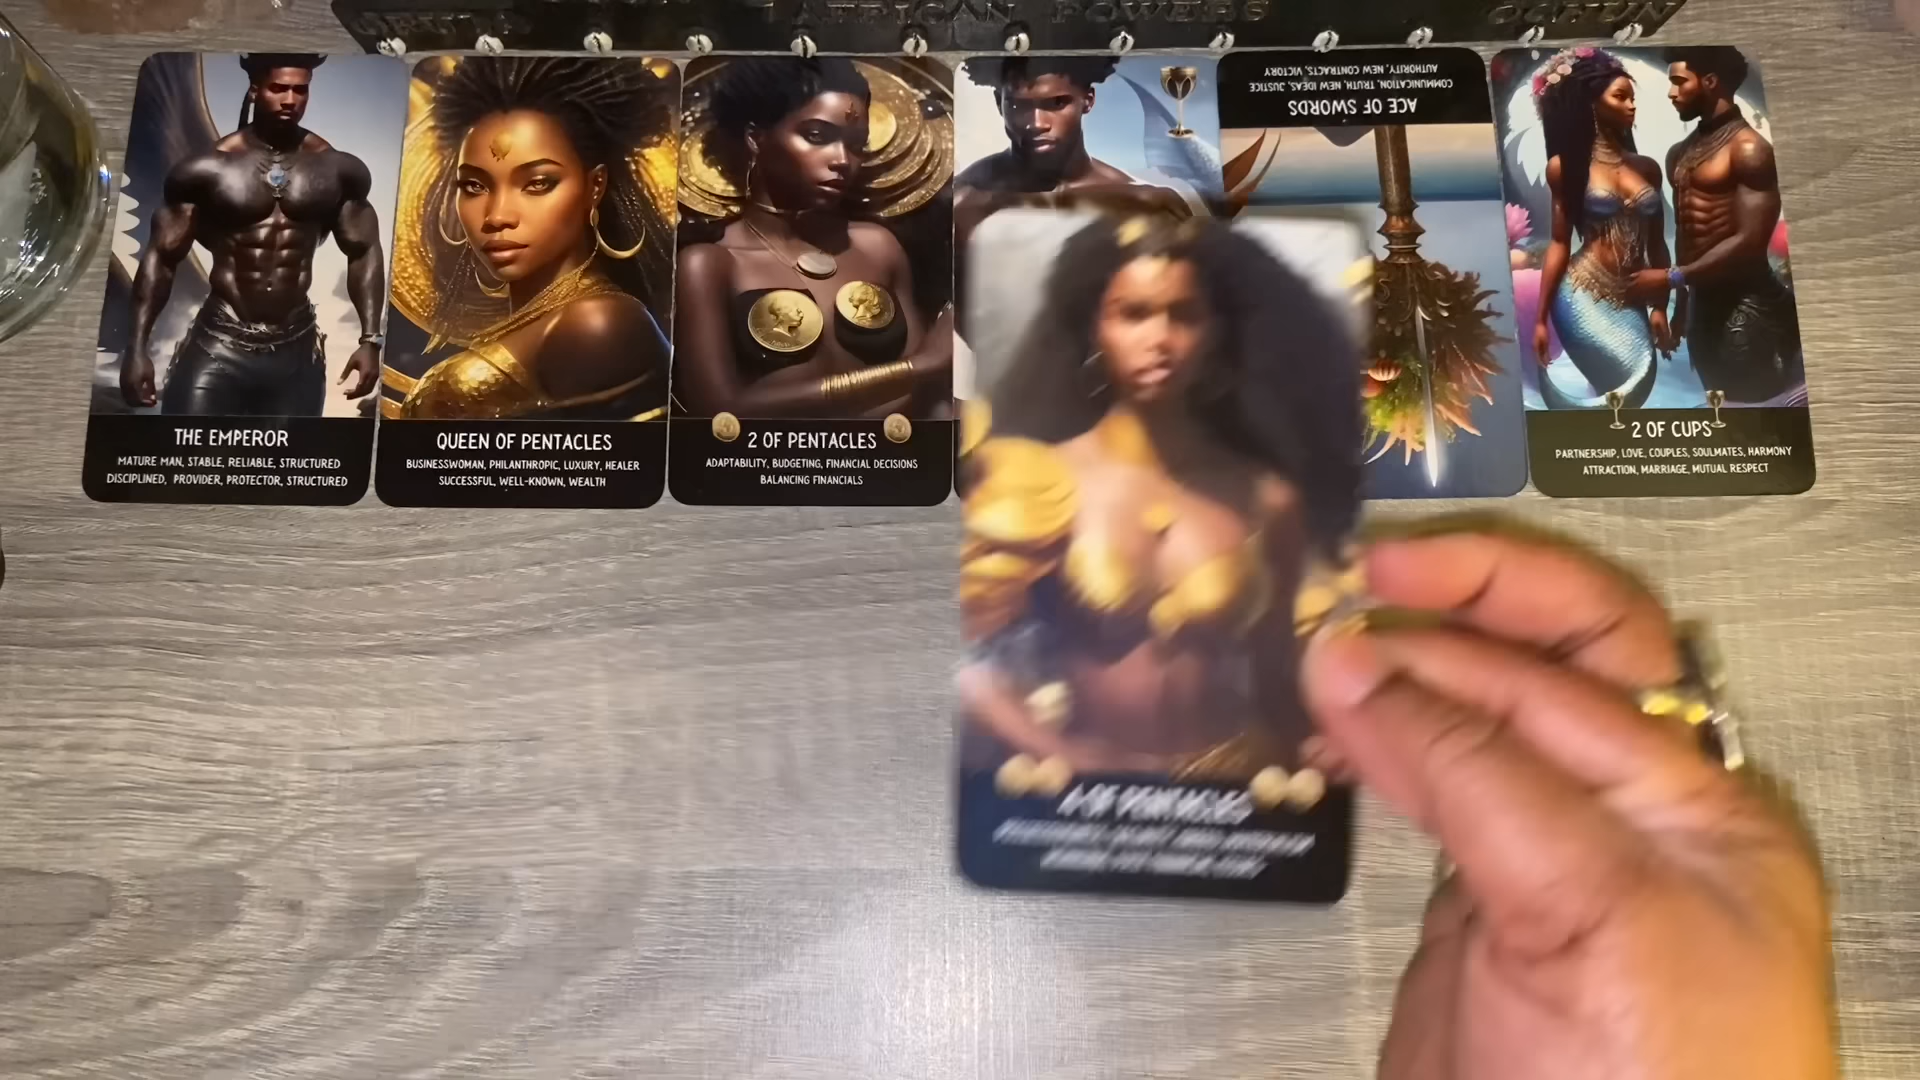 AFRICAN POWERS
OCHUN
THE EMPEROR
MATURE MAN, STABLE, RELIABLE, STRUCTURED
DISCIPLINED, PROVIDER, PROTECTOR, STRUCTURED
QUEEN OF PENTACLES
BUSINESSWOMAN, PHILANTHROPIC, LUXURY, HEALER
SUCCESSFUL, WELL-KNOWN, WEALTH
2 OF PENTACLES
ADAPTABILITY, BUDGETING, FINANCIAL DECISIONS
BALANCING FINANCIALS
ACE OF SWORDS
COMMUNICATION, TRUTH, NEW IDEAS, JUSTICE
AUTHORITY, NEW CONTRACTS, VICTORY
2 OF CUPS
PARTNERSHIP, LOVE, COUPLES, SOULMATES, HARMONY
ATTRACTION, MARRIAGE, MUTUAL RESPECT
OF PENTACLES